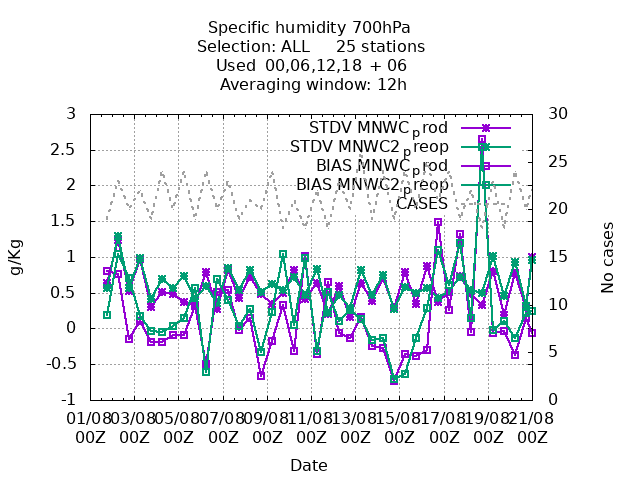 Specific humidity 700hPa
Selection: ALL 25 stations
Used 00,06,12,18 + 06
Averaging window: 12h
3 30
STDV MNWCprod
STDV MNWC2preop
2.5 25
BIAS MNWCprod
BIAS MNWC2preop
2 20
CASES
1.5 15
1 10
0.5 5
0 0
-0.5
-1
g/Kg
No cases
01/08 03/08 05/08 07/08 09/08 11/08 13/08 15/08 17/08 19/08 21/08
00Z 00Z 00Z 00Z 00Z 00Z 00Z 00Z 00Z 00Z 00Z
Date